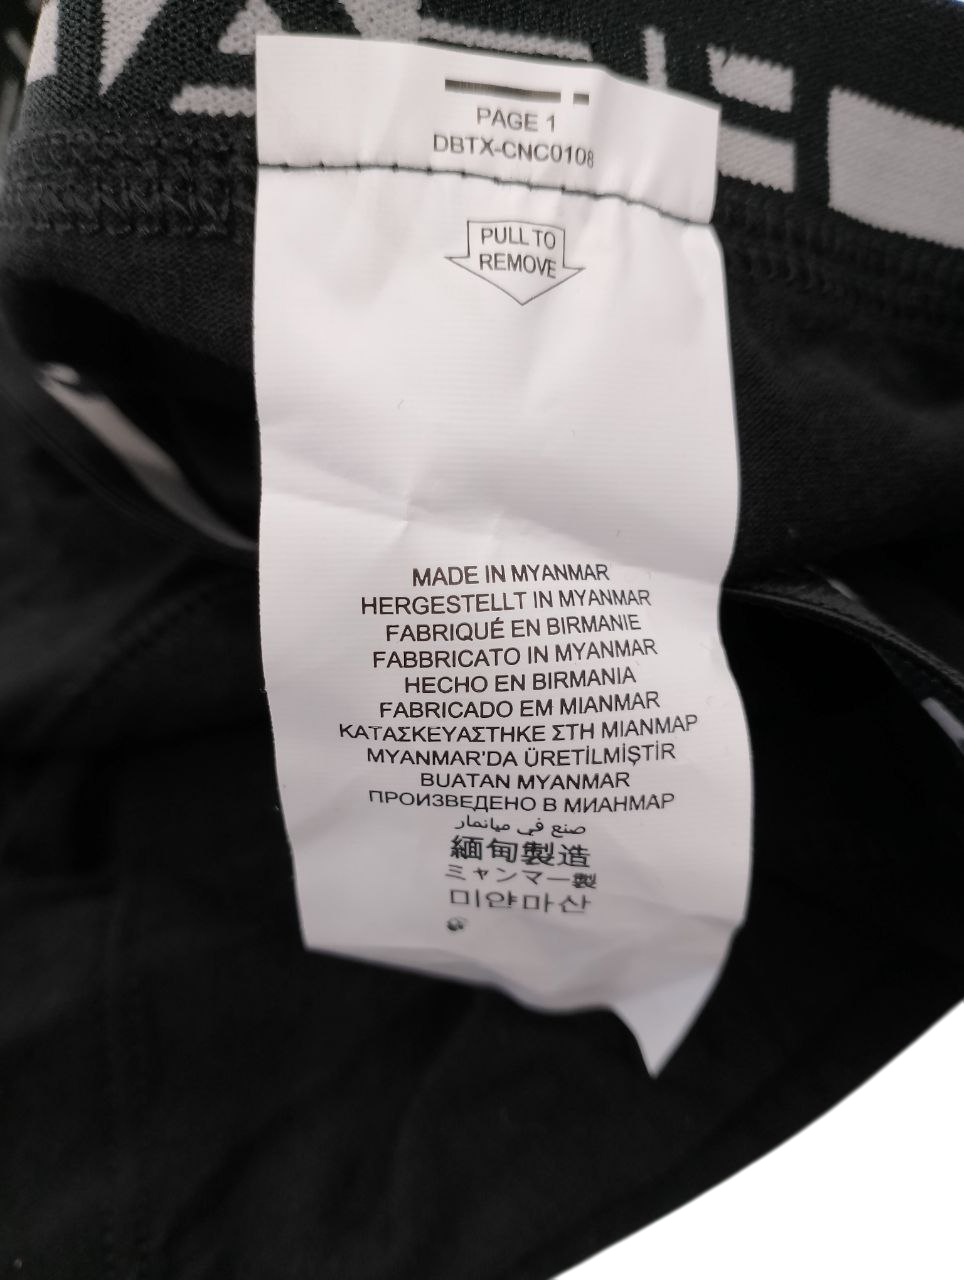 PAGE 1
DBTX-CNC0108
PULL TO
REMOVE
MADE IN MYANMAR
HERGESTELLT IN MYANMAR
FABRIQUÉ EN BIRMANIE
FABBRICATO IN MYANMAR
HECHO EN BIRMANIA
FABRICADO EM MIANMAR
ΚΑΤΑΣΚΕΥΑΣΤΗΚΕ ΣΤΗ ΜΙΑΝΜΑΡ
MYANMAR'DA ÜRETİLMİŞTİR
BUATAN MYANMAR
ПРОИЗВЕДЕНО В МИАНМАР
صنع في ميانمار
緬甸製造
ミャンマー製
미얀마산